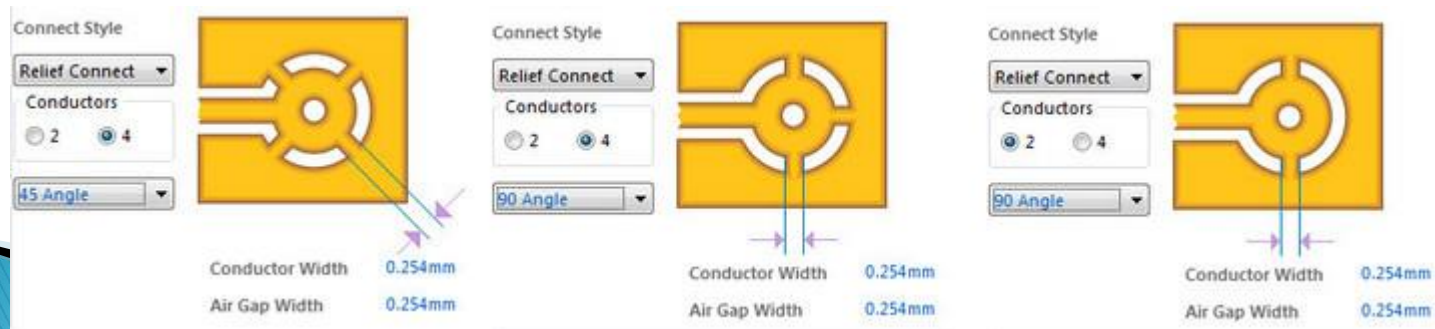 Connect Style
Relief Connect
Conductors
2 4
45 Angle
Conductor Width 0.254mm
Air Gap Width 0.254mm
Connect Style
Relief Connect
Conductors
2 4
90 Angle
Conductor Width 0.254mm
Air Gap Width 0.254mm
Connect Style
Relief Connect
Conductors
2 4
90 Angle
Conductor Width 0.254mm
Air Gap Width 0.254mm